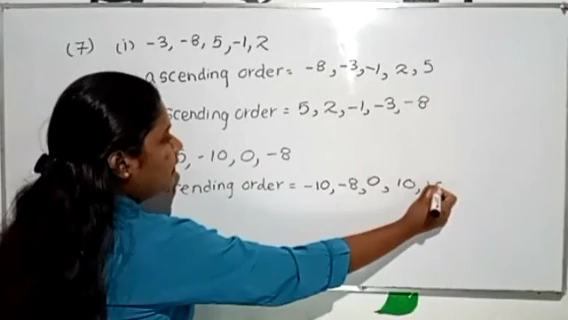 (7) (i) -3, -8, 5, -1, 2
ascending order = -8, -3, -1, 2, 5
scending order = 5, 2, -1, -3, -8
, -10, 0, -8
ending order = -10, -8, 0, 10,